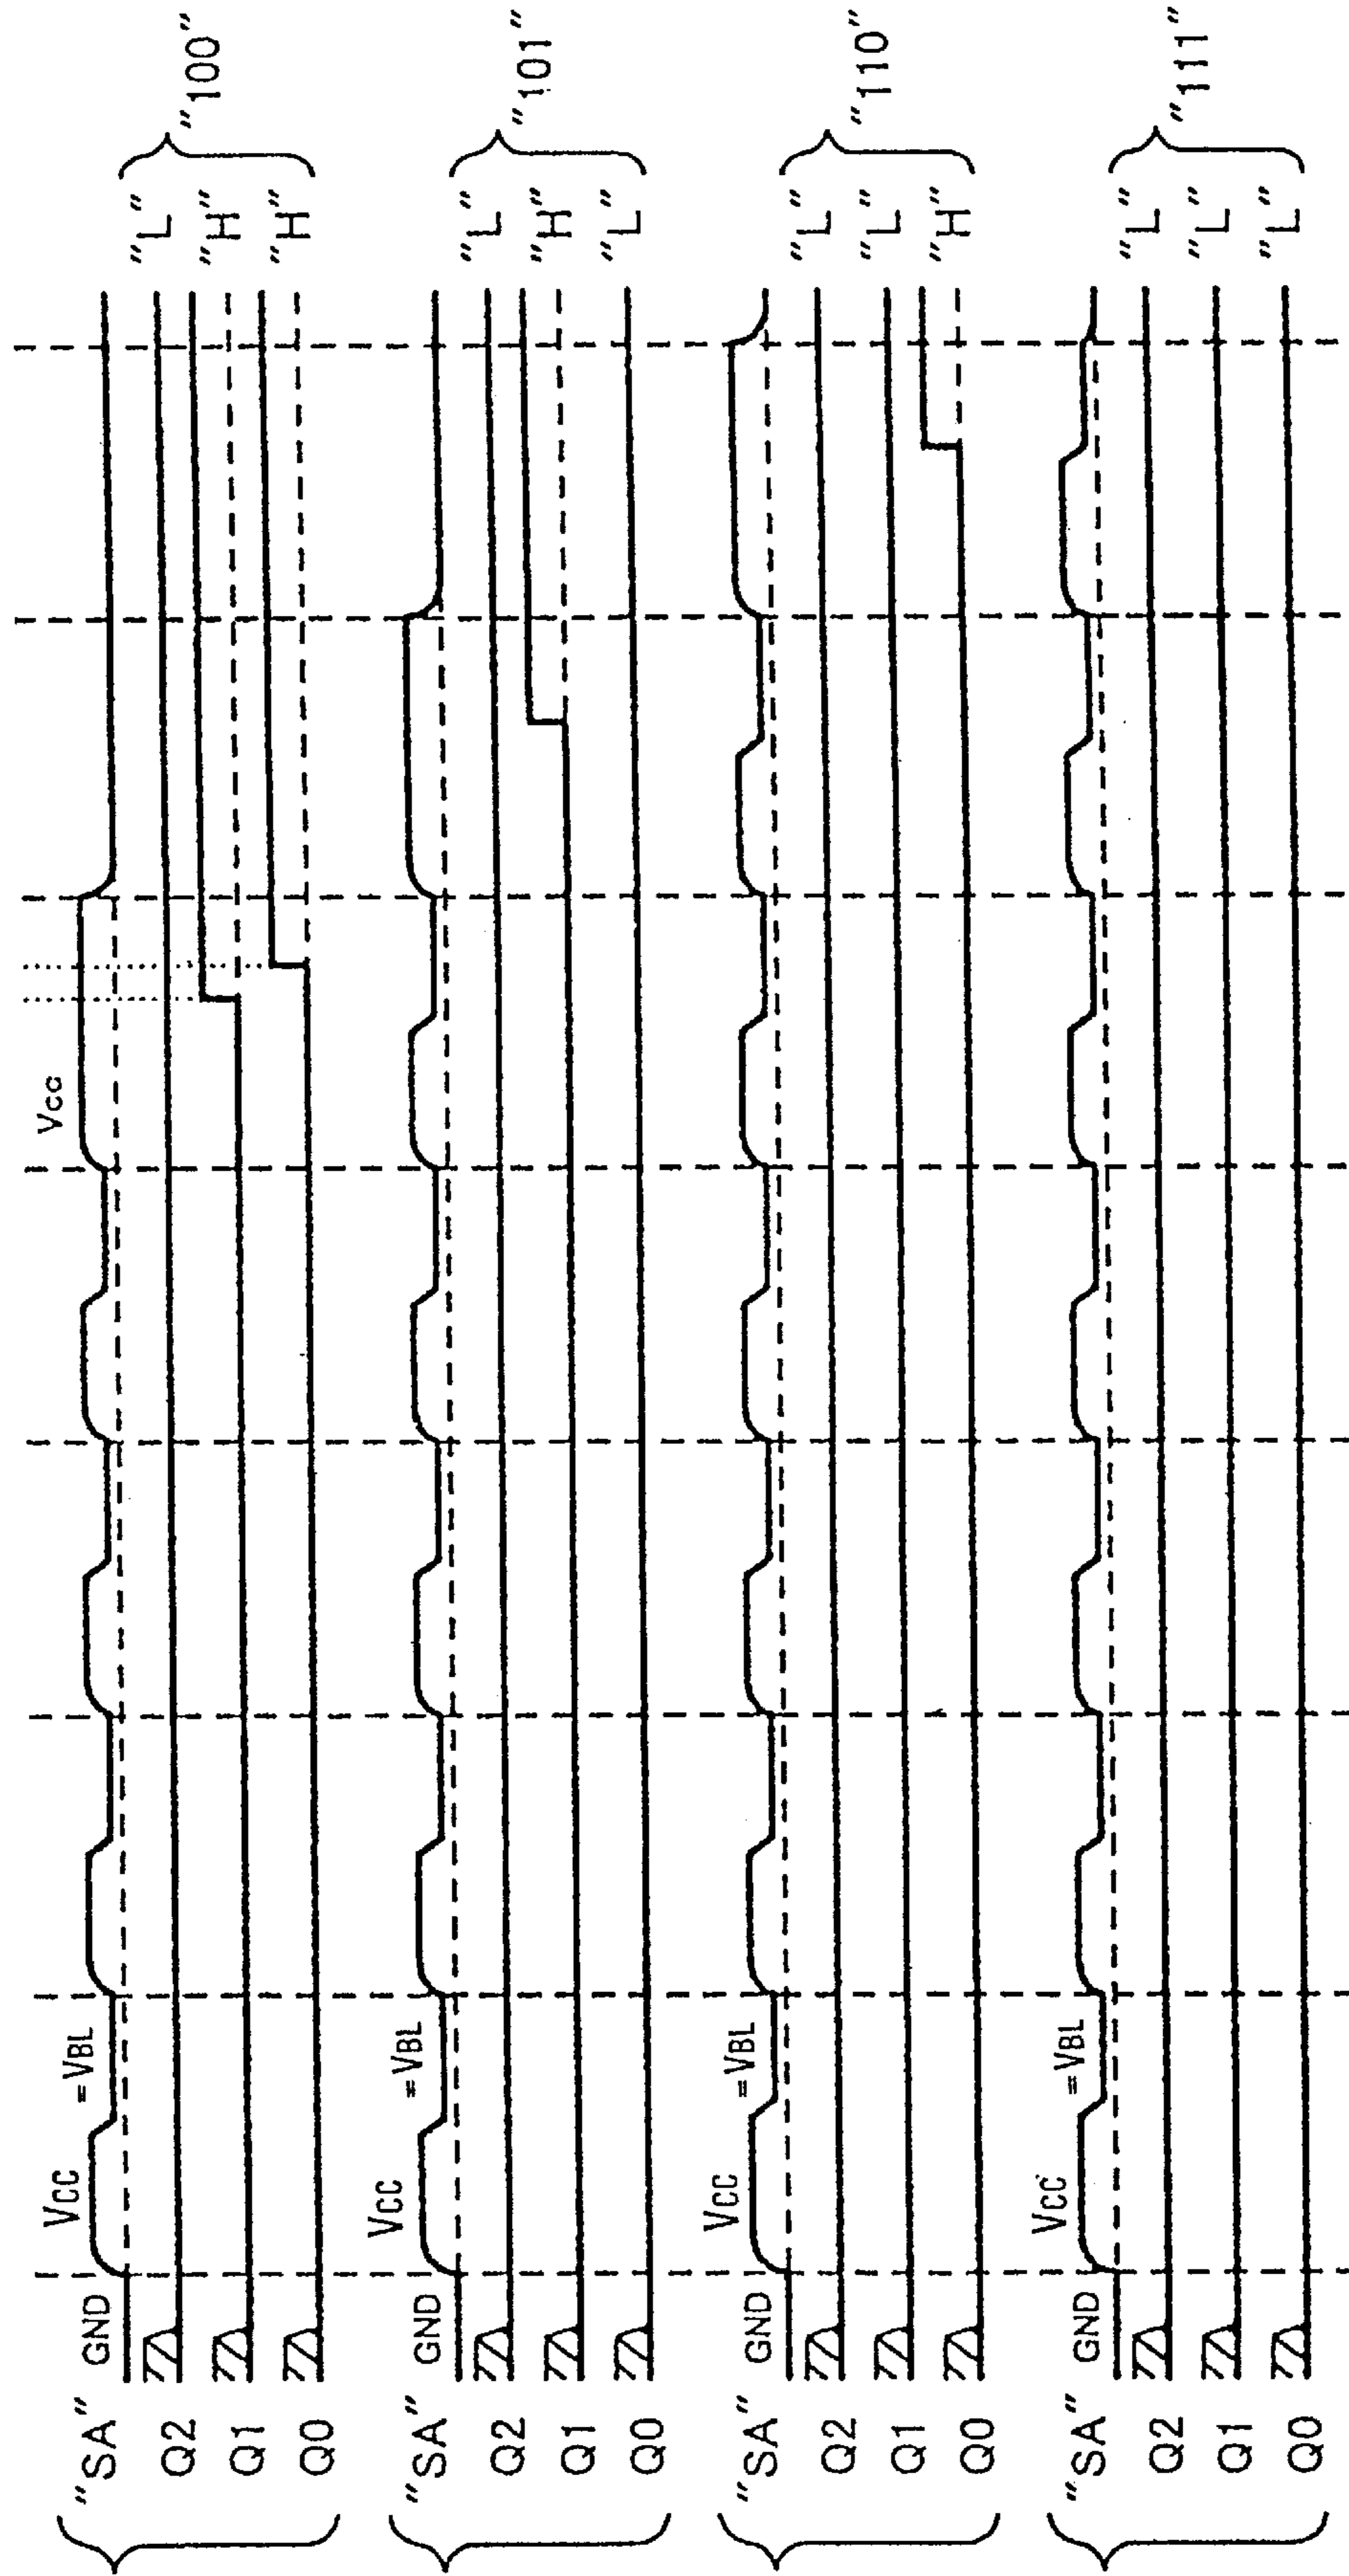 "SA" GND VCC =VBL Vcc
Q2 "L"
Q1 "H"
Q0 "H"
"100"
"SA" GND VCC =VBL
Q2 "L"
Q1 "H"
Q0 "L"
"101"
"SA" GND VCC =VBL
Q2 "L"
Q1 "L"
Q0 "H"
"110"
"SA" GND VCC =VBL
Q2 "L"
Q1 "L"
Q0 "L"
"111"